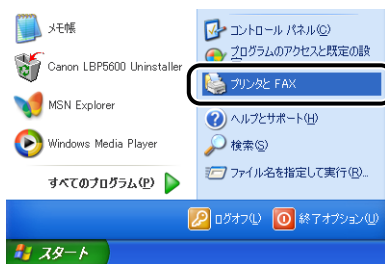 メモ帳
Canon LBP5600 Uninstaller
MSN Explorer
Windows Media Player
すべてのプログラム(P)
コントロール パネル(C)
プログラムのアクセスと既定の設
プリンタと FAX
ヘルプとサポート(H)
検索(S)
ファイル名を指定して実行(R)...
ログオフ(L)
終了オプション(U)
スタート